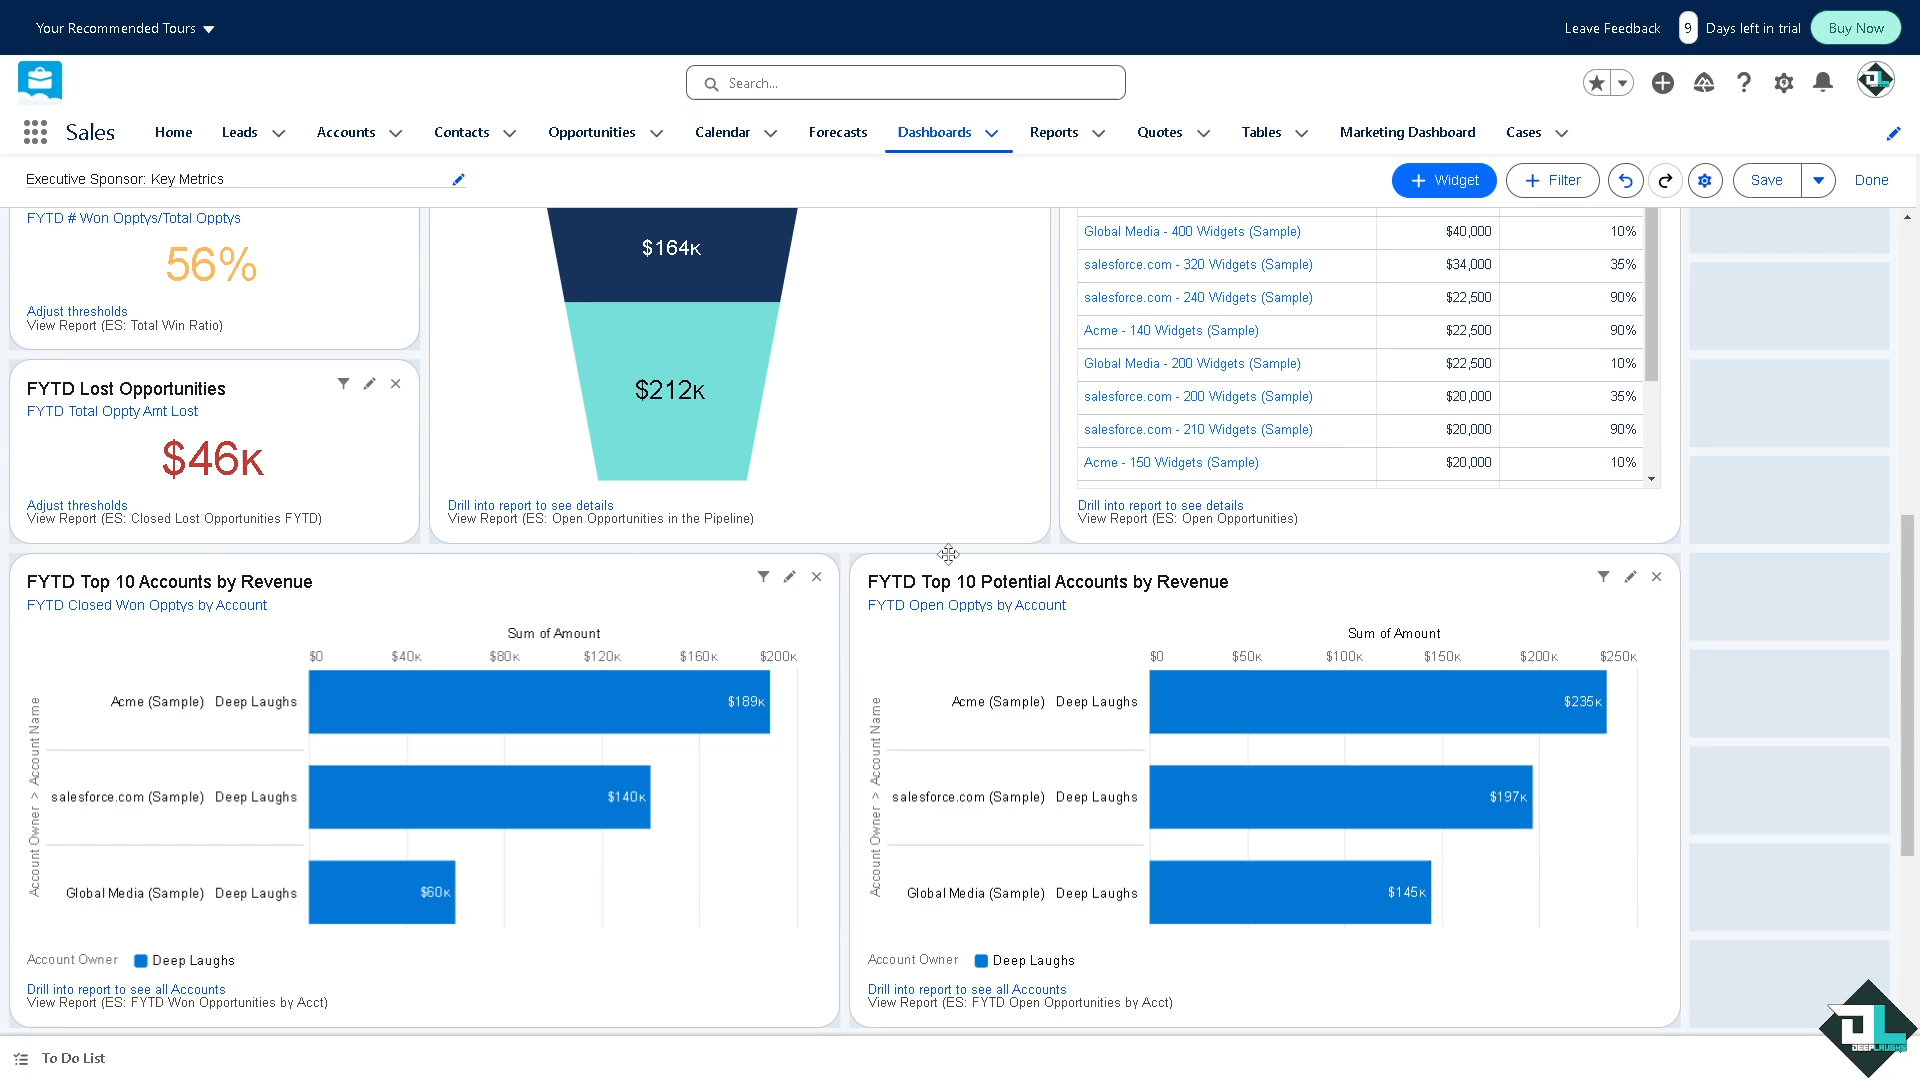 Your Recommended Tours
Leave Feedback
9 Days left in trial
Buy Now
Search...
Sales
Home
Leads
Accounts
Contacts
Opportunities
Calendar
Forecasts
Dashboards
Reports
Quotes
Tables
Marketing Dashboard
Cases
Executive Sponsor: Key Metrics
+ Widget
+ Filter
Save
Done
FYTD # Won Opptys/Total Opptys
56%
Adjust thresholds
View Report (ES: Total Win Ratio)
FYTD Lost Opportunities
FYTD Total Oppty Amt Lost
$46K
Adjust thresholds
View Report (ES: Closed Lost Opportunities FYTD)
$164K
$212K
Drill into report to see details
View Report (ES: Open Opportunities in the Pipeline)
Global Media - 400 Widgets (Sample) $40,000 10%
salesforce.com - 320 Widgets (Sample) $34,000 35%
salesforce.com - 240 Widgets (Sample) $22,500 90%
Acme - 140 Widgets (Sample) $22,500 90%
Global Media - 200 Widgets (Sample) $22,500 10%
salesforce.com - 200 Widgets (Sample) $20,000 35%
salesforce.com - 210 Widgets (Sample) $20,000 90%
Acme - 150 Widgets (Sample) $20,000 10%
Drill into report to see details
View Report (ES: Open Opportunities)
FYTD Top 10 Accounts by Revenue
FYTD Closed Won Opptys by Account
Sum of Amount
$0 $40K $80K $120K $160K $200K
Account Owner > Account Name
Acme (Sample) Deep Laughs $189K
salesforce.com (Sample) Deep Laughs $140K
Global Media (Sample) Deep Laughs $60K
Account Owner Deep Laughs
Drill into report to see all Accounts
View Report (ES: FYTD Won Opportunities by Acct)
FYTD Top 10 Potential Accounts by Revenue
FYTD Open Opptys by Account
Sum of Amount
$0 $50K $100K $150K $200K $250K
Account Owner > Account Name
Acme (Sample) Deep Laughs $235K
salesforce.com (Sample) Deep Laughs $197K
Global Media (Sample) Deep Laughs $145K
Account Owner Deep Laughs
Drill into report to see all Accounts
View Report (ES: FYTD Open Opportunities by Acct)
To Do List
DL
DEEPLAUGHS